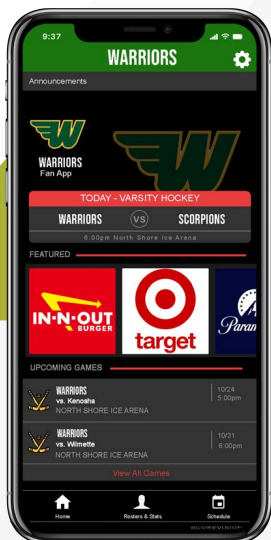 9:37
WARRIORS
Announcements
W
WARRIORS
Fan App
TODAY - VARSITY HOCKEY
WARRIORS VS SCORPIONS
6:00pm North Shore Ice Arena
FEATURED
IN-N-OUT
BURGER
target
Param
UPCOMING GAMES
WARRIORS
vs. Kenosha
NORTH SHORE ICE ARENA
10/24
5:00pm
WARRIORS
vs. Wilmette
NORTH SHORE ICE ARENA
10/31
6:00pm
View All Games
Home Rosters & Stats Schedule
SCOREVISION